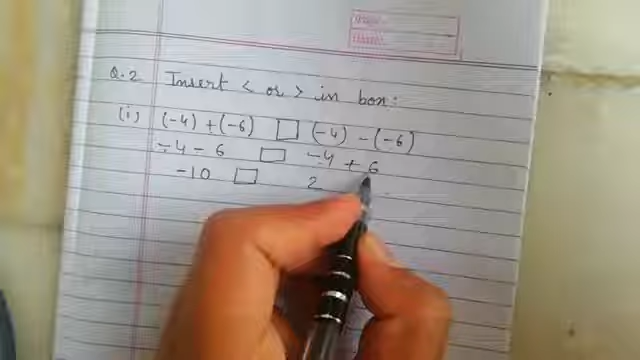 Q.2 Insert < or > in box:
(i) (-4) + (-6) □ (-4) - (-6)
-4 - 6 □ -4 + 6
-10 □ 2